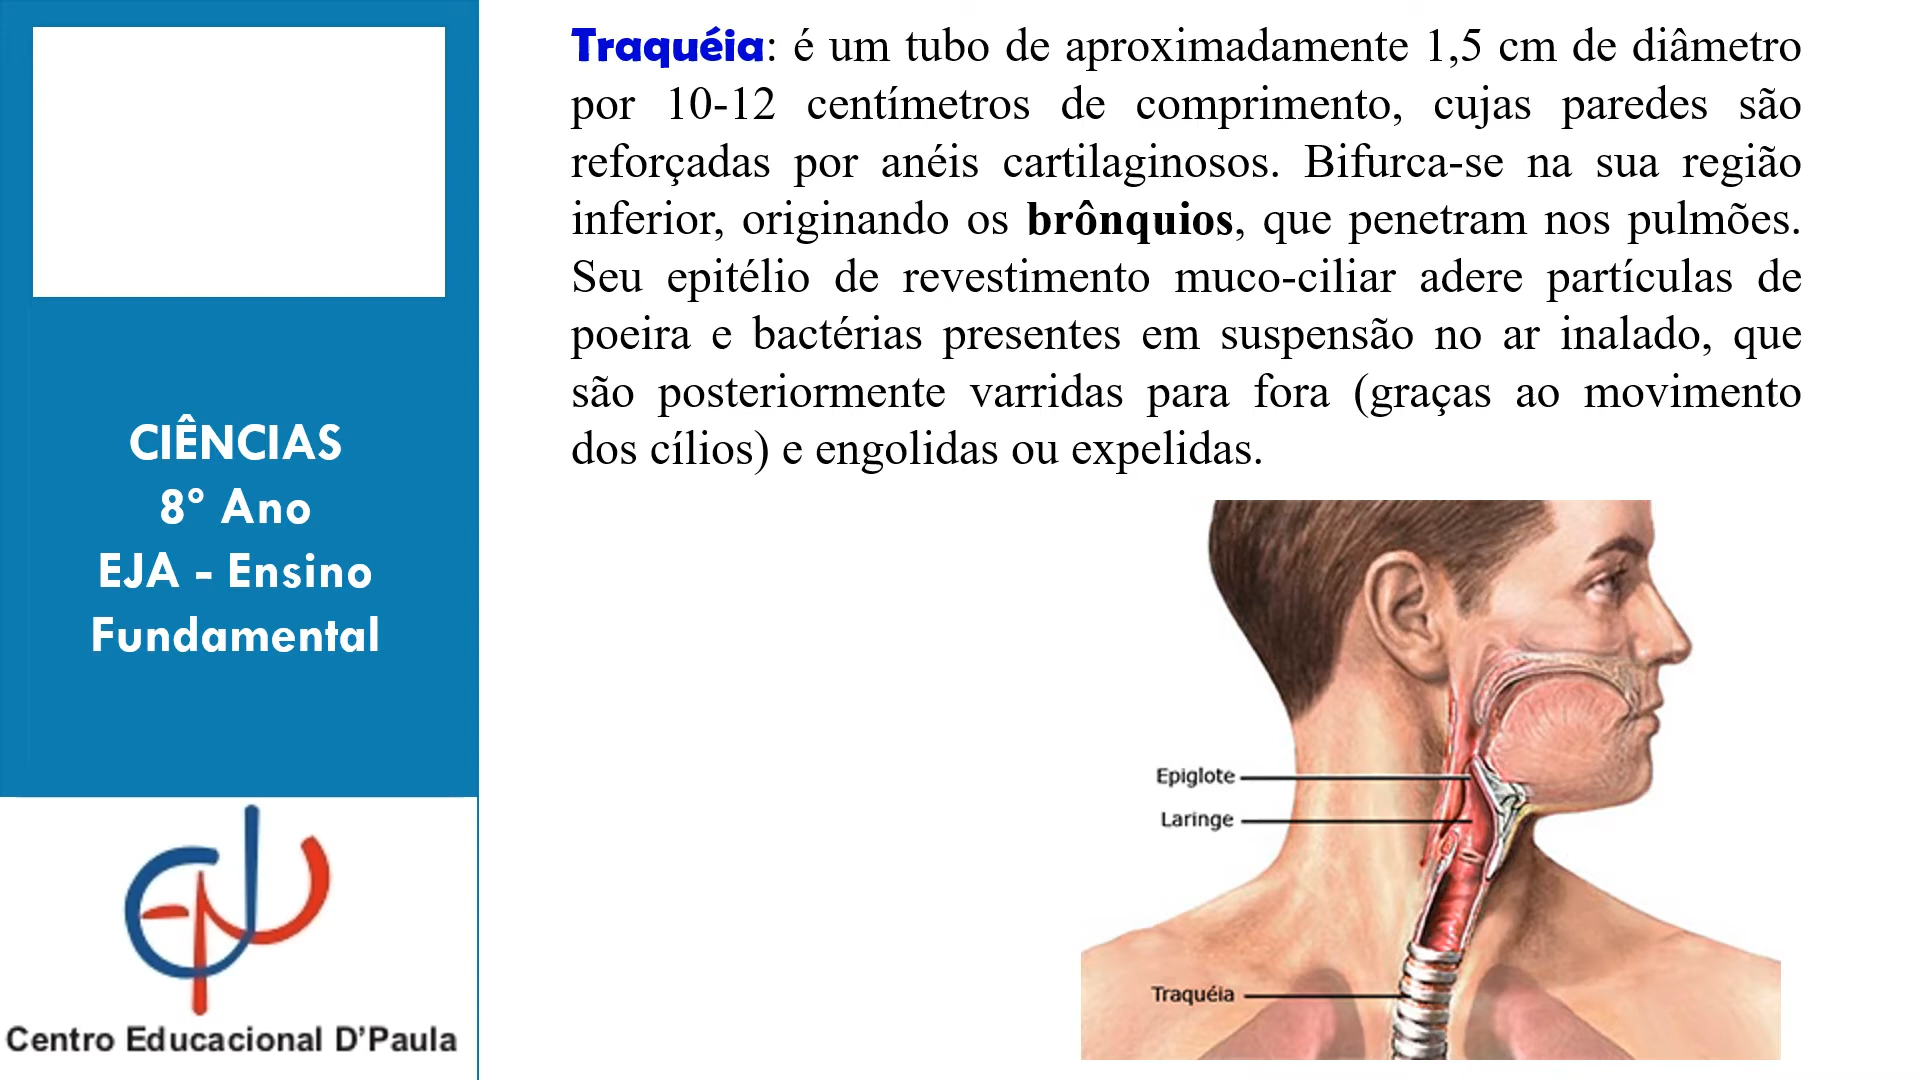 Traquéia: é um tubo de aproximadamente 1,5 cm de diâmetro
por 10-12 centímetros de comprimento, cujas paredes são
reforçadas por anéis cartilaginosos. Bifurca-se na sua região
inferior, originando os brônquios, que penetram nos pulmões.
Seu epitélio de revestimento muco-ciliar adere partículas de
poeira e bactérias presentes em suspensão no ar inalado, que
são posteriormente varridas para fora (graças ao movimento
dos cílios) e engolidas ou expelidas.
CIÊNCIAS
8° Ano
EJA - Ensino
Fundamental
Epiglote
Laringe
Traquéia
Centro Educacional D’Paula